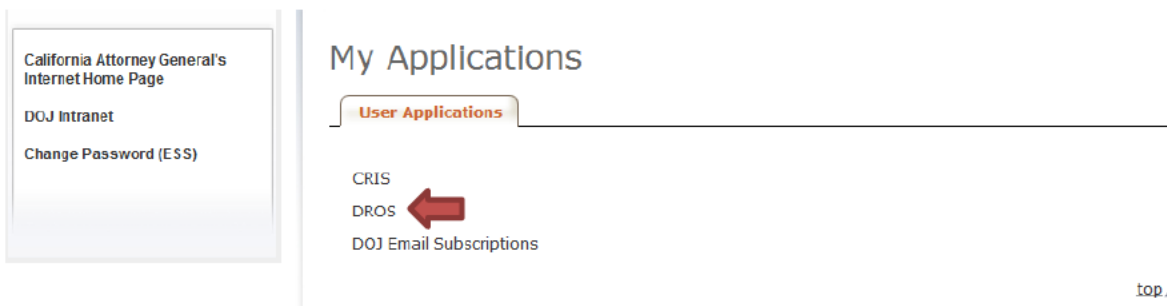 California Attorney General's
Internet Home Page
DOJ Intranet
Change Password (ESS)
My Applications
User Applications
CRIS
DROS
DOJ Email Subscriptions
top